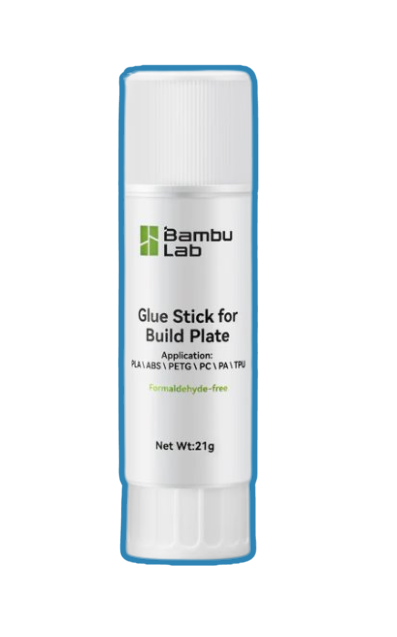 Bambu
Lab
Glue Stick for
Build Plate
Application:
PLA \ ABS \ PETG \ PC \ PA \ TPU
Formaldehyde-free
Net Wt:21g